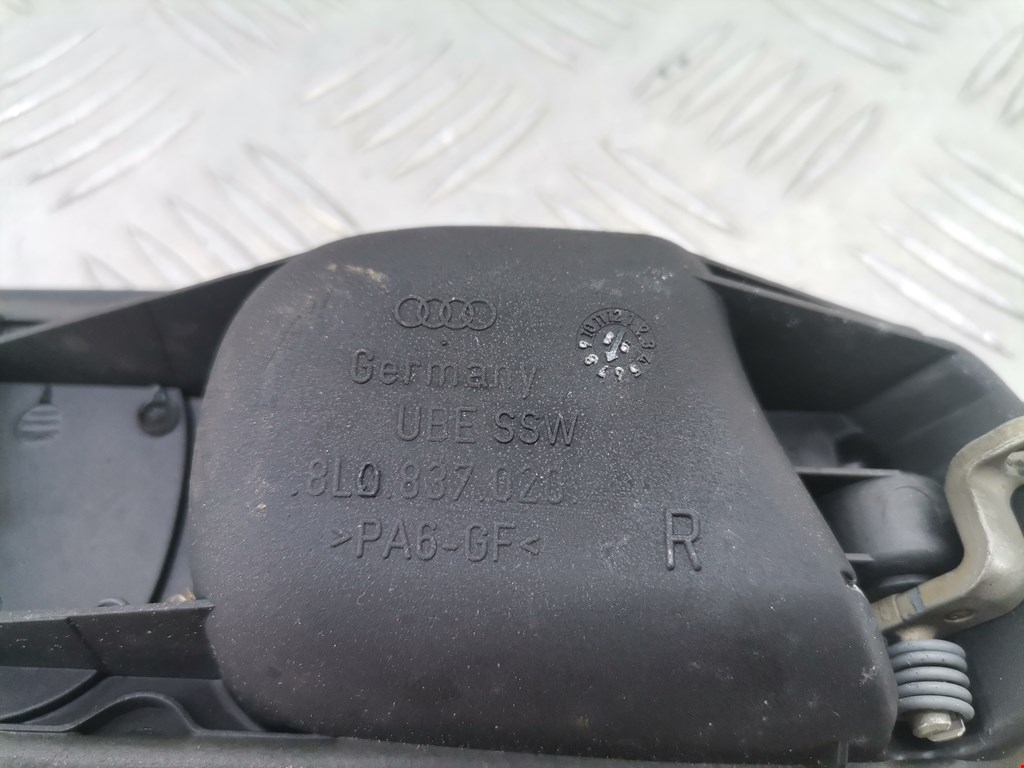 Germany
UBE SSW
8L0.837.020
>PA6-GF<
R